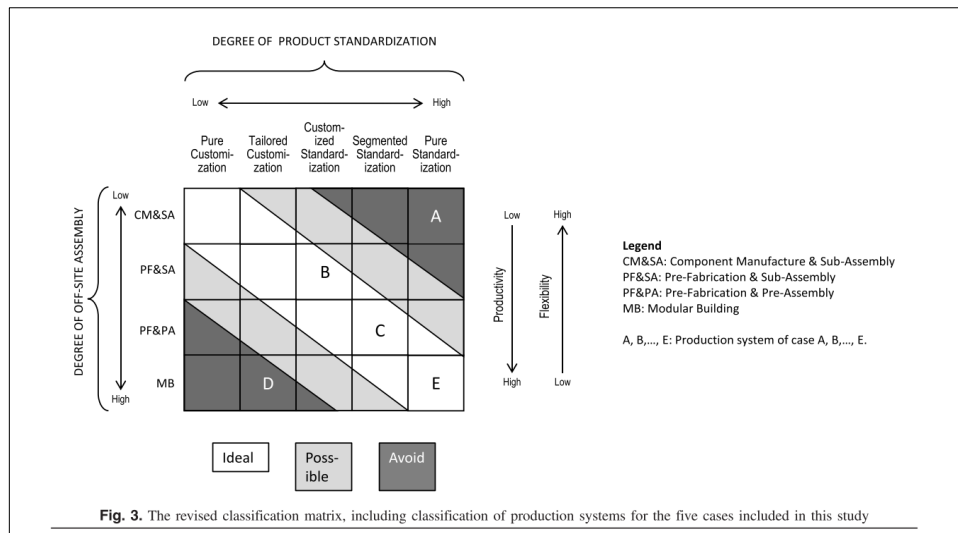 DEGREE OF PRODUCT STANDARDIZATION
Low High
Pure
Customi-
zation
Tailored
Customi-
zation
Custom-
ized
Standard-
ization
Segmented
Standard-
ization
Pure
Standard-
ization
DEGREE OF OFF-SITE ASSEMBLY
Low
High
CM&SA
PF&SA
PF&PA
MB
A
B
C
D
E
Low
Productivity
High
High
Flexibility
Low
Legend
CM&SA: Component Manufacture & Sub-Assembly
PF&SA: Pre-Fabrication & Sub-Assembly
PF&PA: Pre-Fabrication & Pre-Assembly
MB: Modular Building
A, B,..., E: Production system of case A, B,..., E.
Ideal
Poss-
ible
Avoid
Fig. 3. The revised classification matrix, including classification of production systems for the five cases included in this study